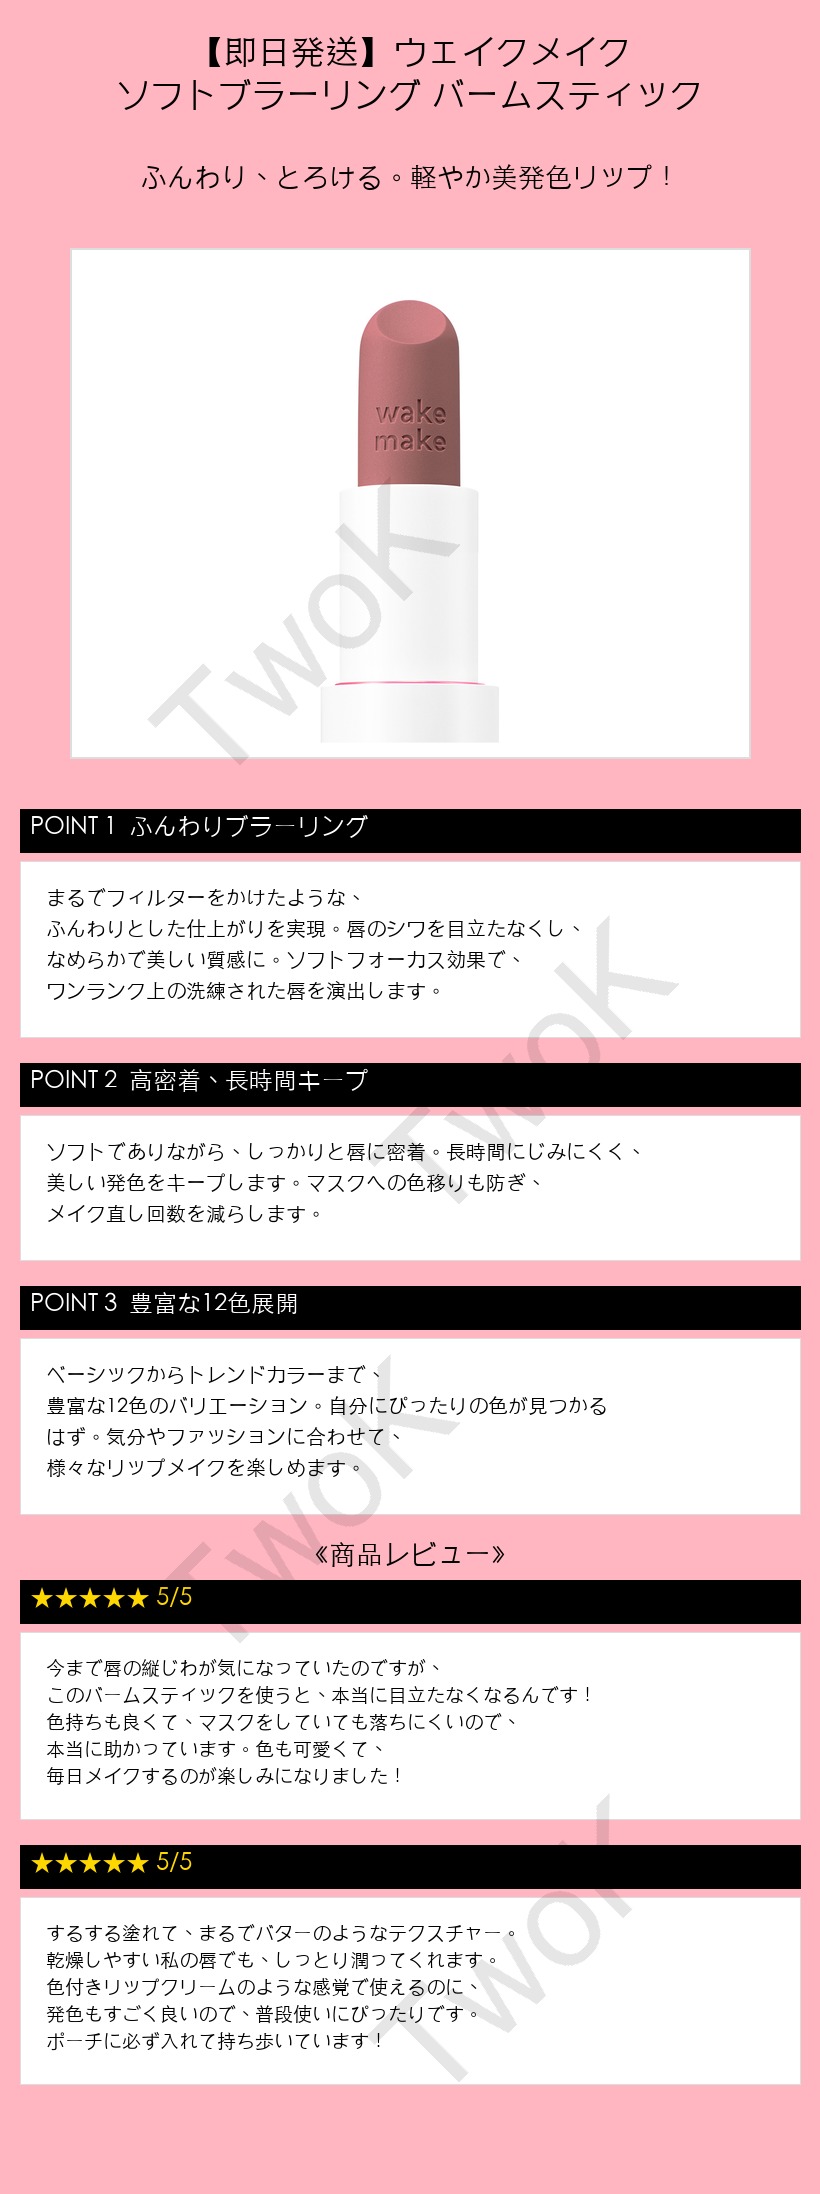 【即日発送】ウェイクメイク
ソフトブラーリング バームスティック
ふんわり、とろける。軽やか美発色リップ！
wake
make
TwoK
POINT 1 ふんわりブラーリング
まるでフィルターをかけたような、
ふんわりとした仕上がりを実現。唇のシワを目立たなくし、
なめらかで美しい質感に。ソフトフォーカス効果で、
ワンランク上の洗練された唇を演出します。
TwoK
POINT 2 高密着、長時間キープ
ソフトでありながら、しっかりと唇に密着。長時間にじみにくく、
美しい発色をキープします。マスクへの色移りも防ぎ、
メイク直し回数を減らします。
POINT 3 豊富な12色展開
ベーシックからトレンドカラーまで、
豊富な12色のバリエーション。自分にぴったりの色が見つかる
はず。気分やファッションに合わせて、
様々なリップメイクを楽しめます。
TwoK
《商品レビュー》
★★★★★ 5/5
今まで唇の縦じわが気になっていたのですが、
このバームスティックを使うと、本当に目立たなくなるんです！
色持ちも良くて、マスクをしていても落ちにくいので、
本当に助かっています。色も可愛くて、
毎日メイクするのが楽しみになりました！
★★★★★ 5/5
するする塗れて、まるでバターのようなテクスチャー。
乾燥しやすい私の唇でも、しっとり潤ってくれます。
色付きリップクリームのような感覚で使えるのに、
発色もすごく良いので、普段使いにぴったりです。
ポーチに必ず入れて持ち歩いています！
TwoK